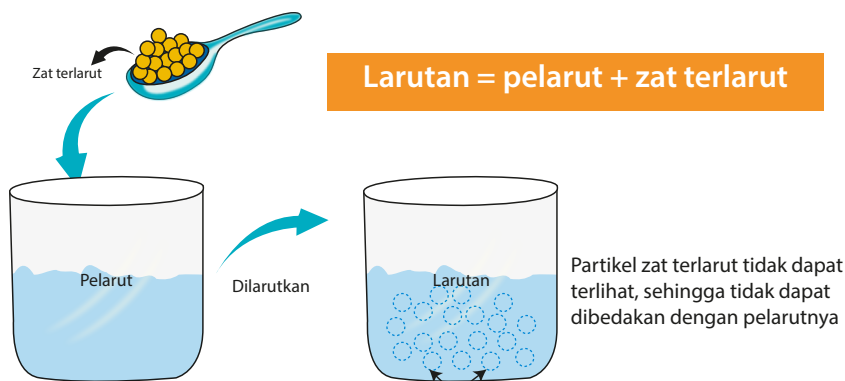 Zat terlarut
Larutan = pelarut + zat terlarut
Pelarut
Dilarutkan
Larutan
Partikel zat terlarut tidak dapat
terlihat, sehingga tidak dapat
dibedakan dengan pelarutnya